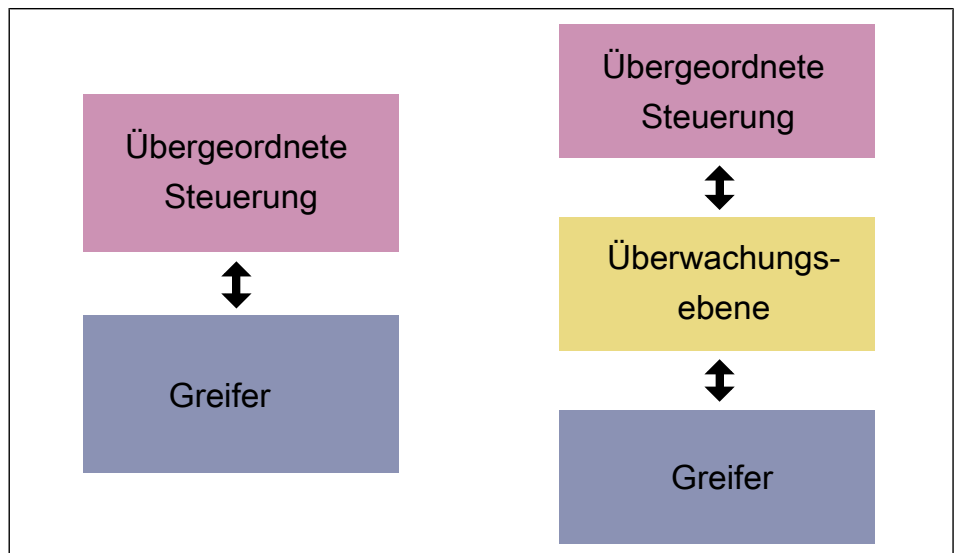 Übergeordnete
Steuerung
Greifer
Übergeordnete
Steuerung
Überwachungs-
ebene
Greifer